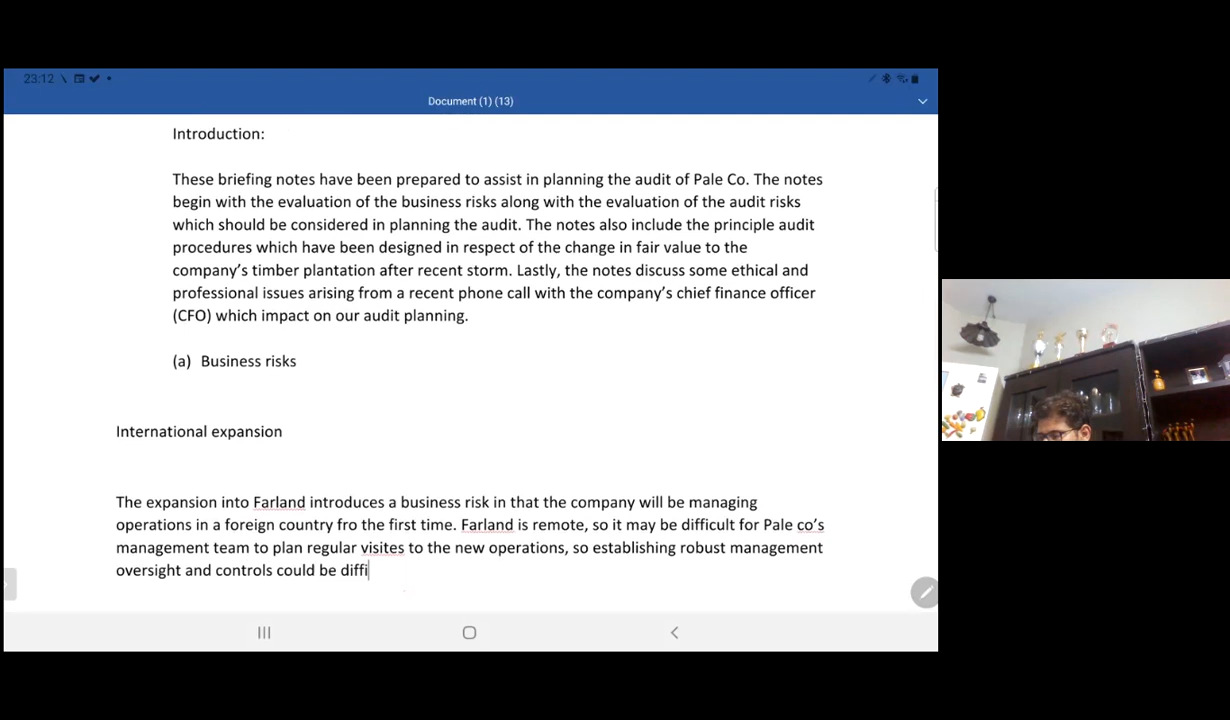 23:12
Document (1) (13)
Introduction:
These briefing notes have been prepared to assist in planning the audit of Pale Co. The notes
begin with the evaluation of the business risks along with the evaluation of the audit risks
which should be considered in planning the audit. The notes also include the principle audit
procedures which have been designed in respect of the change in fair value to the
company's timber plantation after recent storm. Lastly, the notes discuss some ethical and
professional issues arising from a recent phone call with the company's chief finance officer
(CFO) which impact on our audit planning.
(a) Business risks
International expansion
The expansion into Farland introduces a business risk in that the company will be managing
operations in a foreign country fro the first time. Farland is remote, so it may be difficult for Pale co's
management team to plan regular visites to the new operations, so establishing robust management
oversight and controls could be diffi